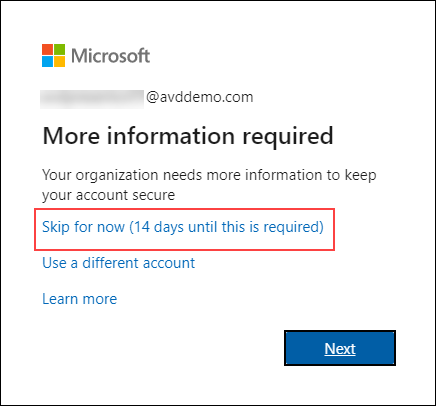 Microsoft
@avddemo.com
More information required
Your organization needs more information to keep
your account secure
Skip for now (14 days until this is required)
Use a different account
Learn more
Next